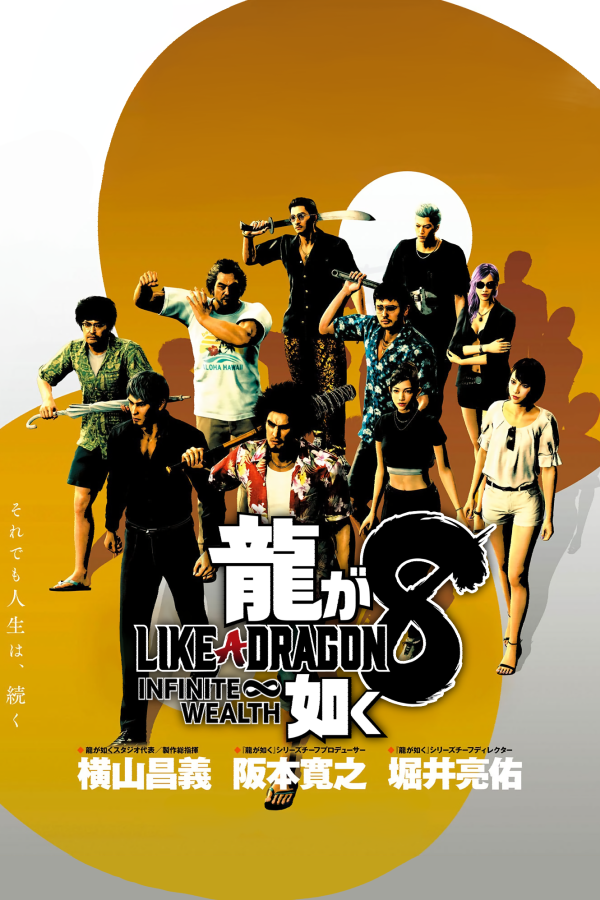 ALOHA HAWAII
それでも人生は、続く
龍が如く8
LIKE A DRAGON
INFINITE ∞ WEALTH
◆龍が如くスタジオ代表/製作総指揮
横山昌義
◆『龍が如く』シリーズチーフプロデューサー
阪本寛之
◆『龍が如く』シリーズチーフディレクター
堀井亮佑